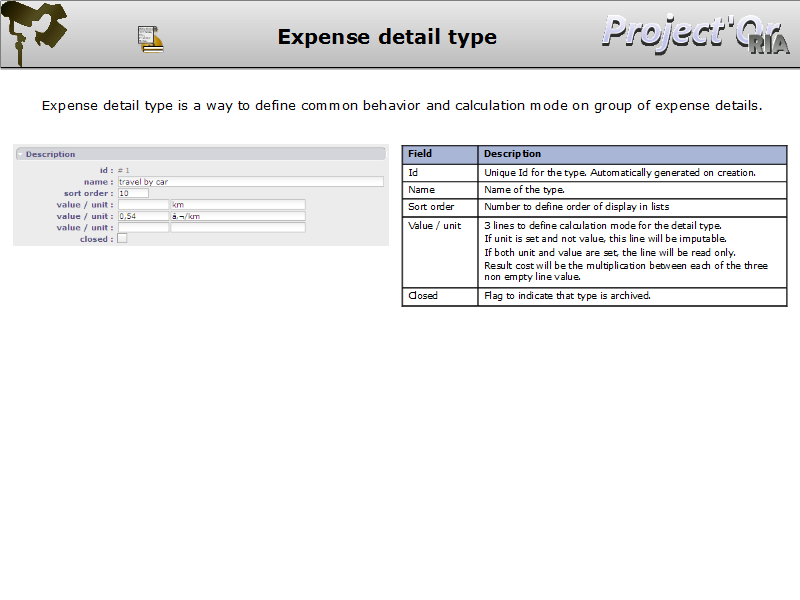 Expense detail type
Project'Or
RIA
Expense detail type is a way to define common behavior and calculation mode on group of expense details.
Description
id : # 1
name : travel by car
sort order : 10
value / unit : km
value / unit : 0,54 â‚¬/km
value / unit :
closed :
Field Description
Id Unique Id for the type. Automatically generated on creation.
Name Name of the type.
Sort order Number to define order of display in lists
Value / unit 3 lines to define calculation mode for the detail type.
If unit is set and not value, this line will be imputable.
If both unit and value are set, the line will be read only.
Result cost will be the multiplication between each of the three
non empty line value.
Closed Flag to indicate that type is archived.